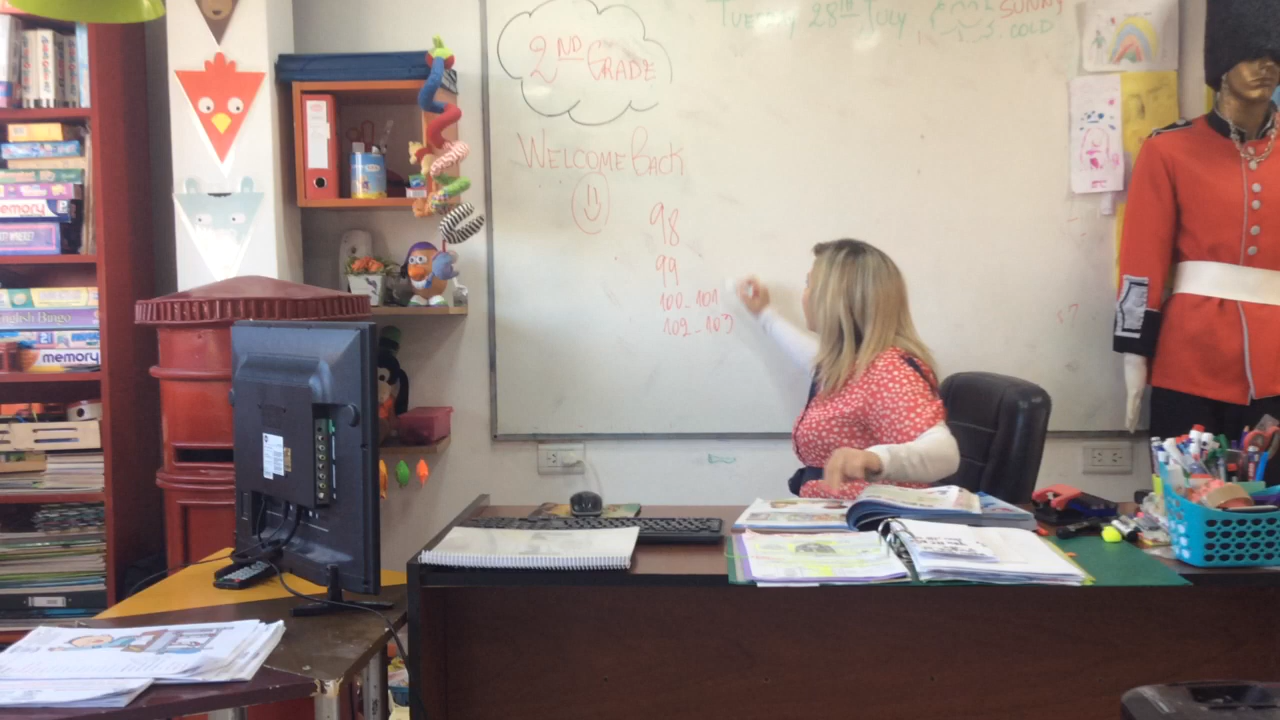 TUESDAY 28TH JULY SUNNY
COLD
2ND GRADE
WELCOME BACK
98
99
100 - 101
102 - 103
memory
English Bingo
memory